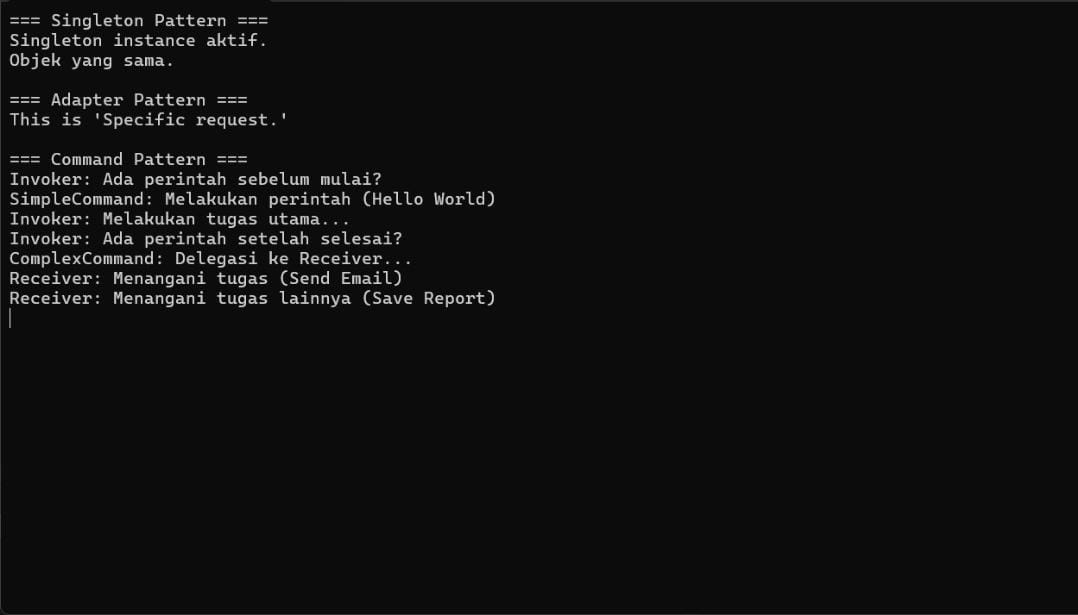 === Singleton Pattern ===
Singleton instance aktif.
Objek yang sama.
=== Adapter Pattern ===
This is 'Specific request.'
=== Command Pattern ===
Invoker: Ada perintah sebelum mulai?
SimpleCommand: Melakukan perintah (Hello World)
Invoker: Melakukan tugas utama...
Invoker: Ada perintah setelah selesai?
ComplexCommand: Delegasi ke Receiver...
Receiver: Menangani tugas (Send Email)
Receiver: Menangani tugas lainnya (Save Report)